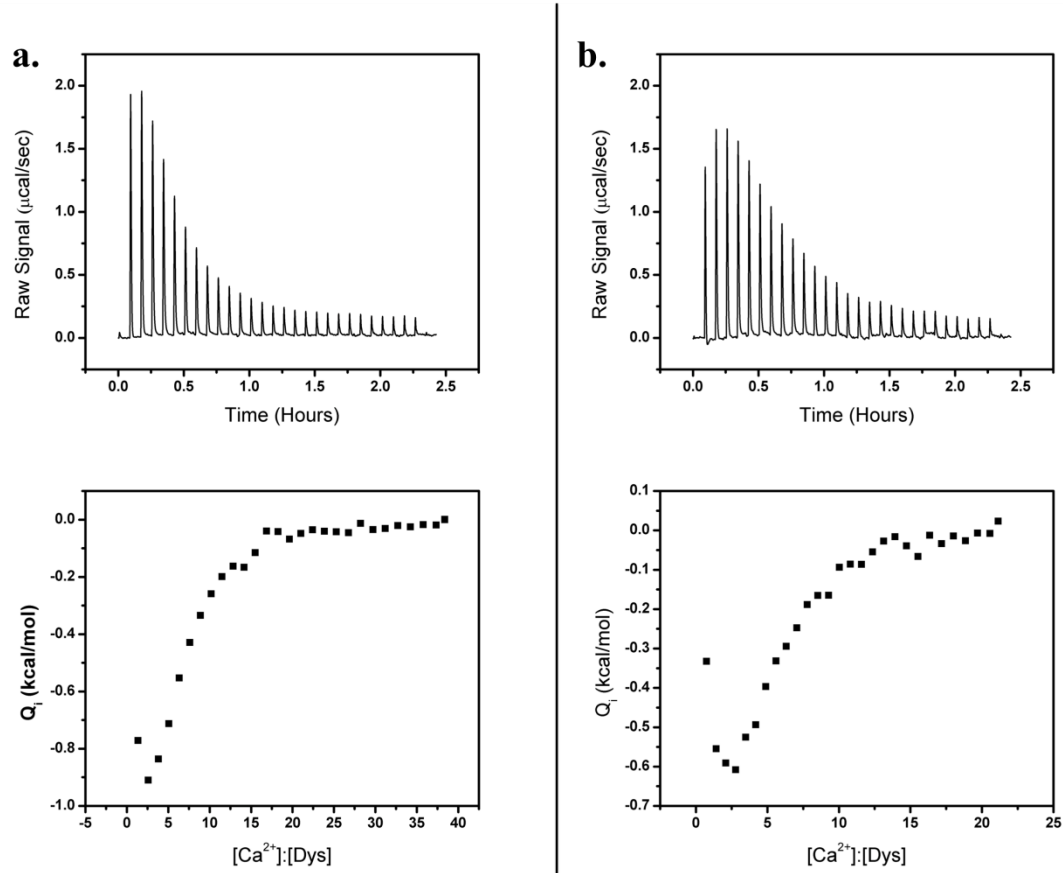 a.
Raw Signal (μcal/sec)
2.0
1.5
1.0
0.5
0.0
0.0 0.5 1.0 1.5 2.0 2.5
Time (Hours)
Q_i (kcal/mol)
0.0
-0.2
-0.4
-0.6
-0.8
-1.0
-5 0 5 10 15 20 25 30 35 40
[Ca²⁺]:[Dys]
b.
Raw Signal (μcal/sec)
2.0
1.5
1.0
0.5
0.0
0.0 0.5 1.0 1.5 2.0 2.5
Time (Hours)
Q_i (kcal/mol)
0.1
0.0
-0.1
-0.2
-0.3
-0.4
-0.5
-0.6
-0.7
0 5 10 15 20 25
[Ca²⁺]:[Dys]